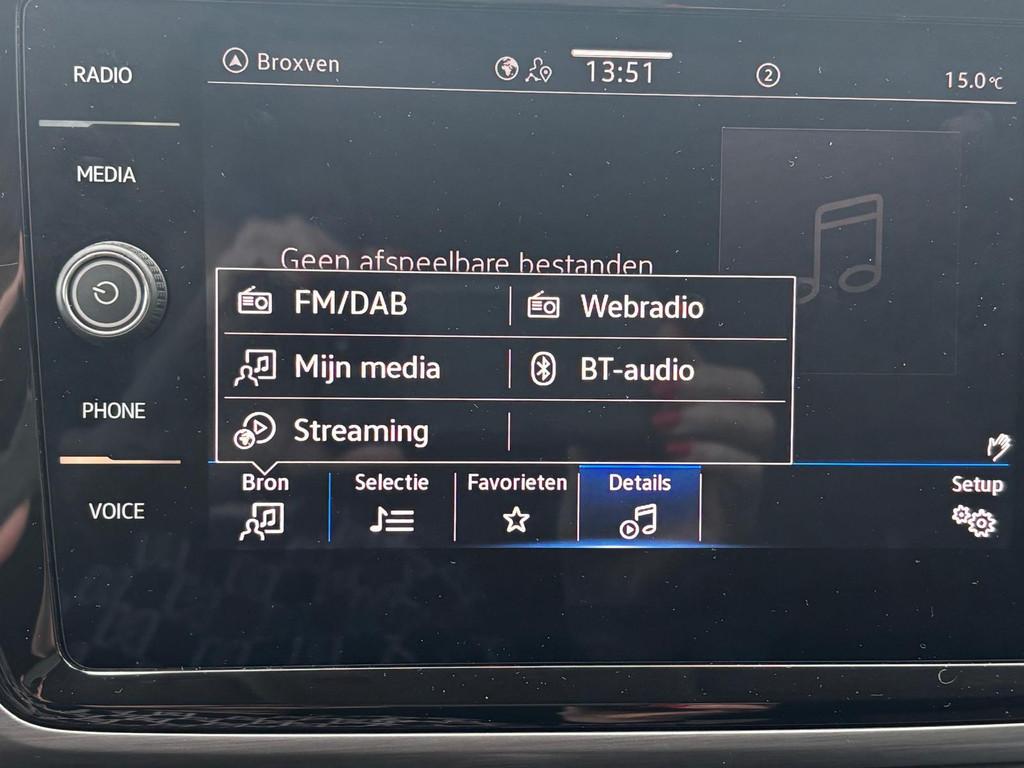 RADIO
MEDIA
PHONE
VOICE
Broxven
13:51
2
15.0°C
Geen afspeelbare bestanden
FM/DAB
Webradio
Mijn media
BT-audio
Streaming
Bron
Selectie
Favorieten
Details
Setup